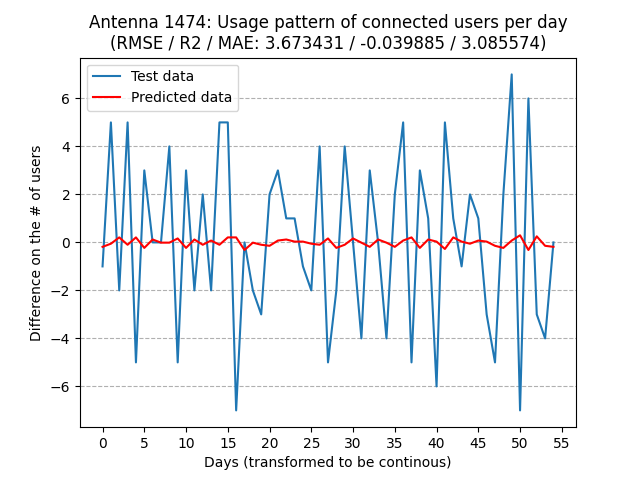 Antenna 1474: Usage pattern of connected users per day
(RMSE / R2 / MAE: 3.673431 / -0.039885 / 3.085574)
Test data
Predicted data
Difference on the # of users
6
4
2
0
−2
−4
−6
0 5 10 15 20 25 30 35 40 45 50 55
Days (transformed to be continous)